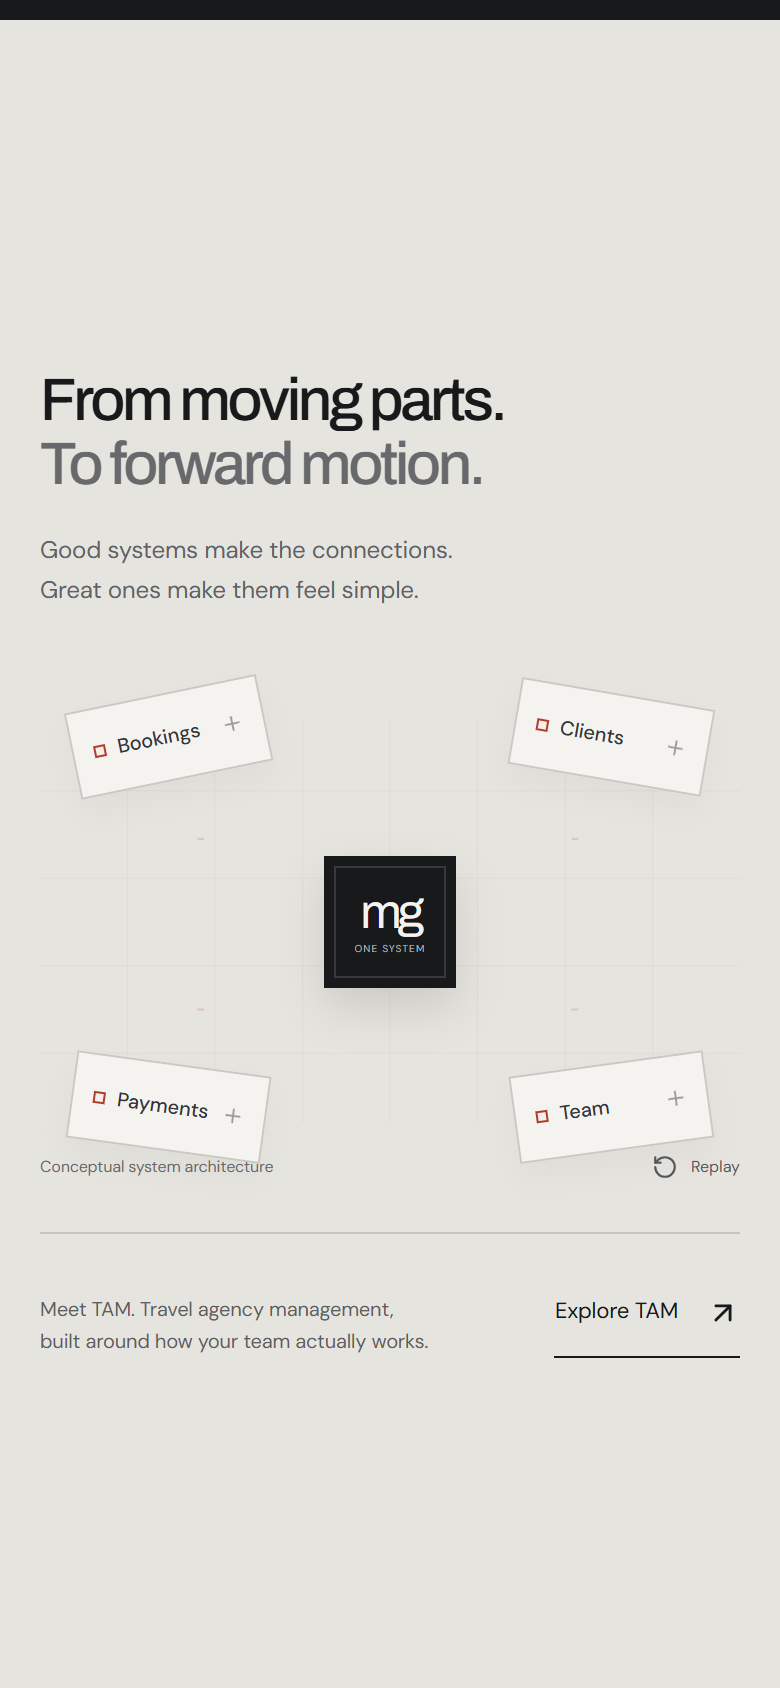 From moving parts.
To forward motion.
Good systems make the connections.
Great ones make them feel simple.
Bookings
Clients
mg
ONE SYSTEM
Payments
Team
Conceptual system architecture
Replay
Meet TAM. Travel agency management,
built around how your team actually works.
Explore TAM